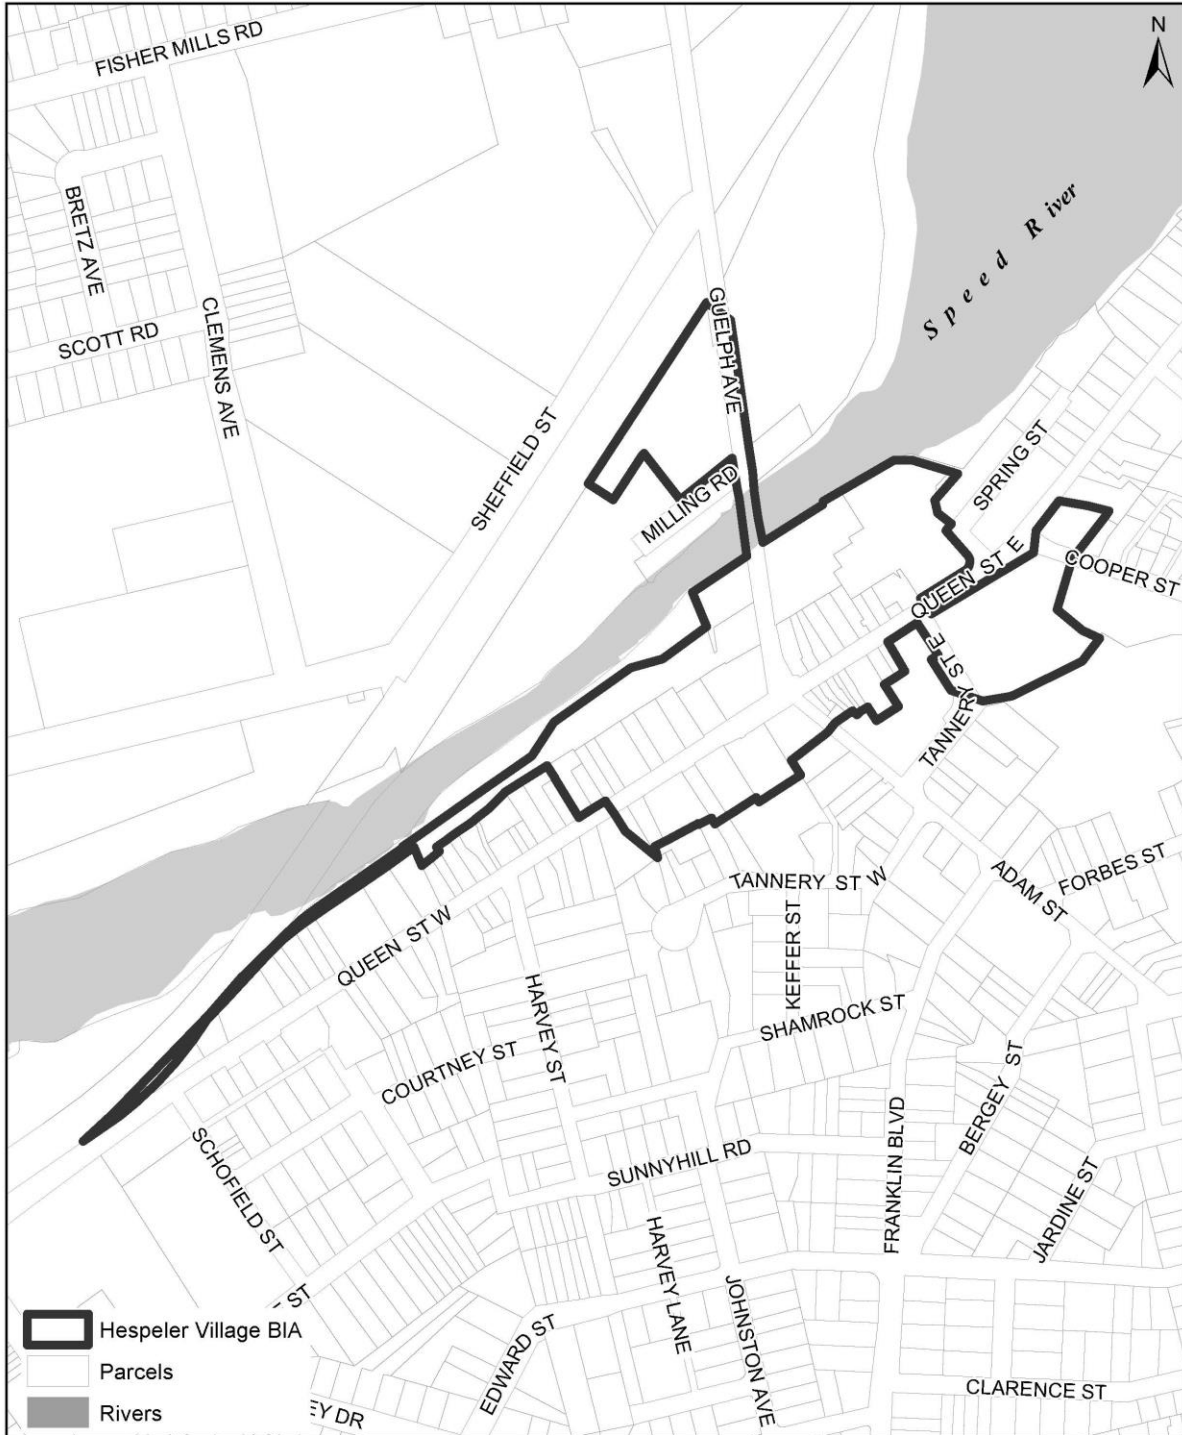 N
FISHER MILLS RD
BRETZ AVE
Speed River
SCOTT RD
CLEMENS AVE
GUELPH AVE
SHEFFIELD ST
SPRING ST
MILLING RD
QUEEN ST E
COOPER ST
TANNERY ST E
TANNERY ST W
ADAM ST
FORBES ST
QUEEN ST W
KEFFER ST
HARVEY ST
SHAMROCK ST
COURTNEY ST
BERGEY ST
SCHOFIELD ST
SUNNYHILL RD
FRANKLIN BLVD
JARDINE ST
HARVEY LANE
JOHNSTON AVE
ST
EDWARD ST
CLARENCE ST
EY DR
Hespeler Village BIA
Parcels
Rivers